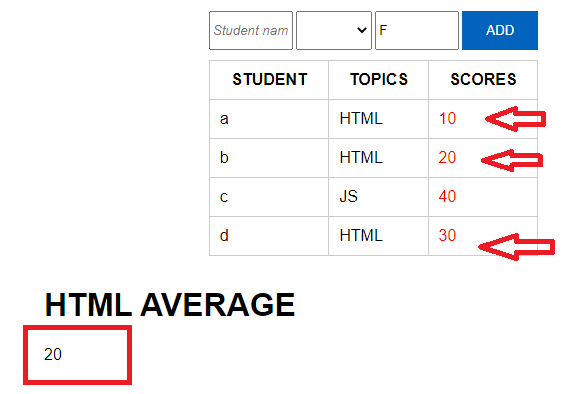 Student nam F ADD
STUDENT TOPICS SCORES
a HTML 10
b HTML 20
c JS 40
d HTML 30
HTML AVERAGE
20